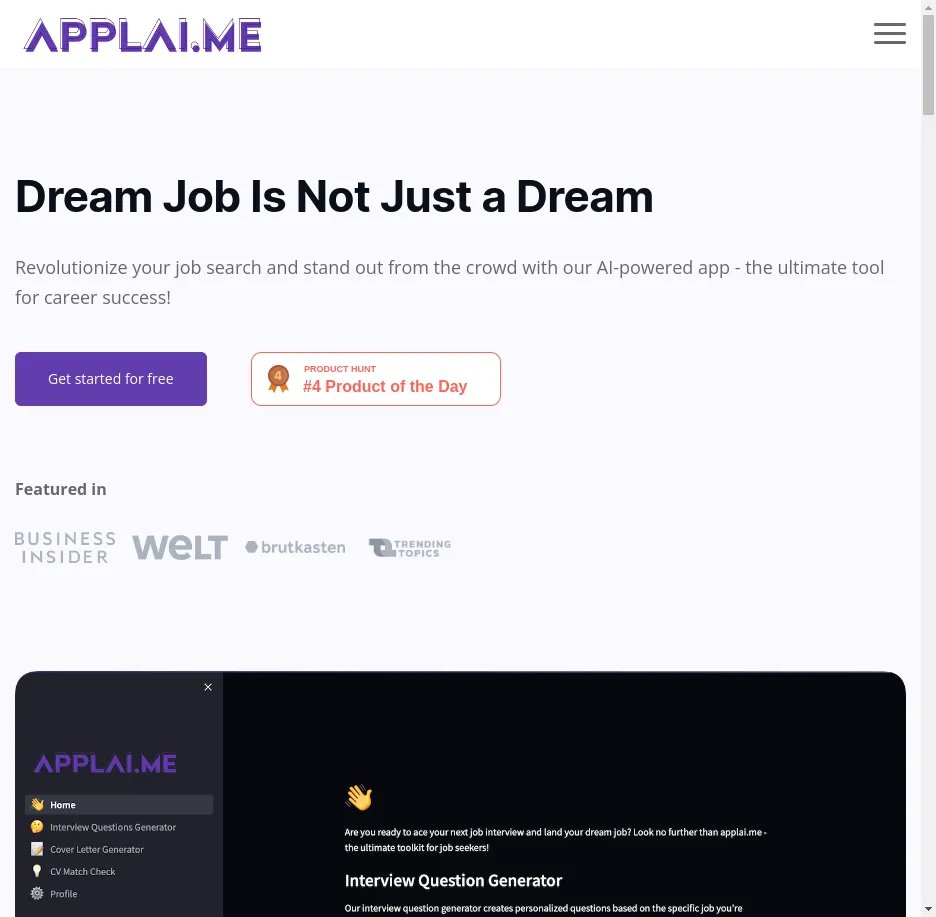 APPLAI.ME
Dream Job Is Not Just a Dream
Revolutionize your job search and stand out from the crowd with our AI-powered app - the ultimate tool
for career success!
Get started for free
4
PRODUCT HUNT
#4 Product of the Day
Featured in
BUSINESS
INSIDER
WELT
brutkasten
TRENDING
TOPICS
APPLAI.ME
Home
Interview Questions Generator
Cover Letter Generator
CV Match Check
Profile
Are you ready to ace your next job interview and land your dream job? Look no further than applai.me -
the ultimate toolkit for job seekers!
Interview Question Generator
Our interview question generator creates personalized questions based on the specific job you're